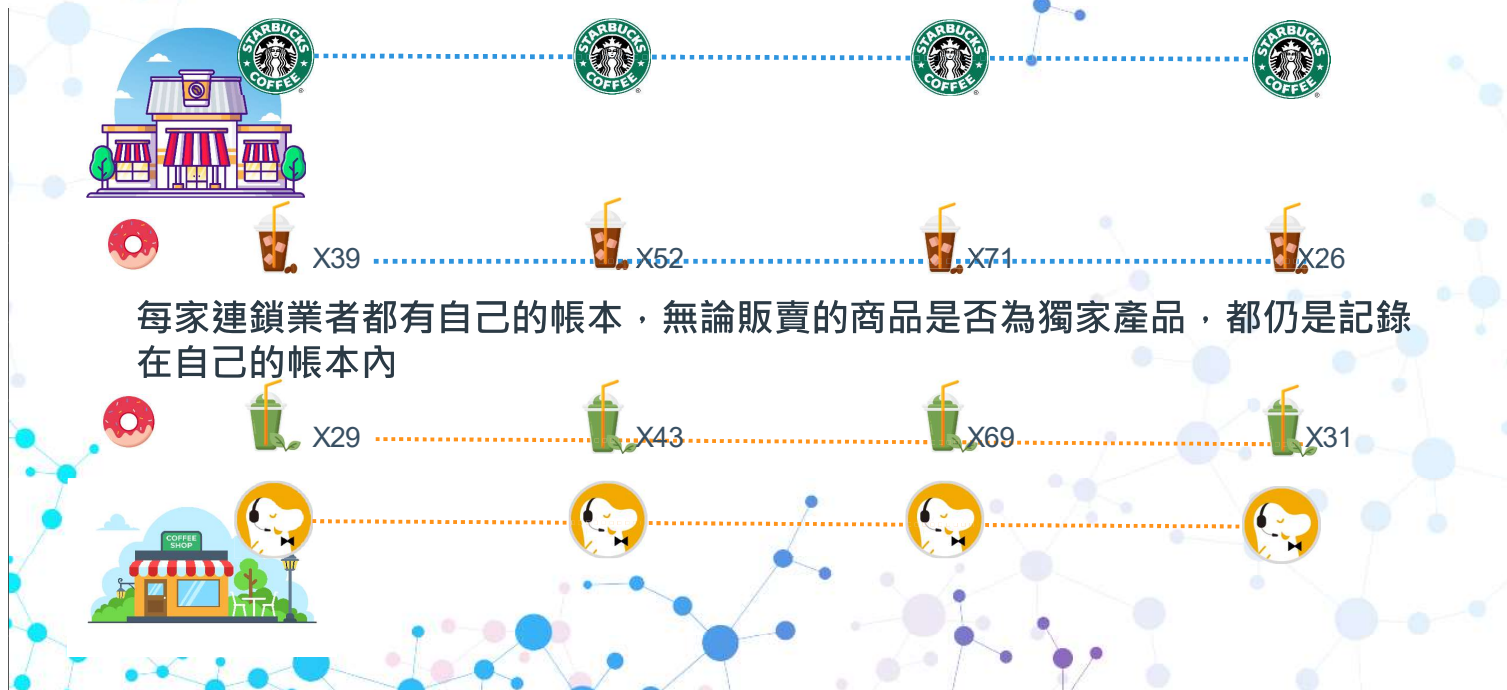 STARBUCKS COFFEE
STARBUCKS COFFEE
STARBUCKS COFFEE
STARBUCKS COFFEE
X39
X52
X71
X26
每家連鎖業者都有自己的帳本，無論販賣的商品是否為獨家產品，都仍是記錄
在自己的帳本內
X29
X43
X69
X31
COFFEE
SHOP